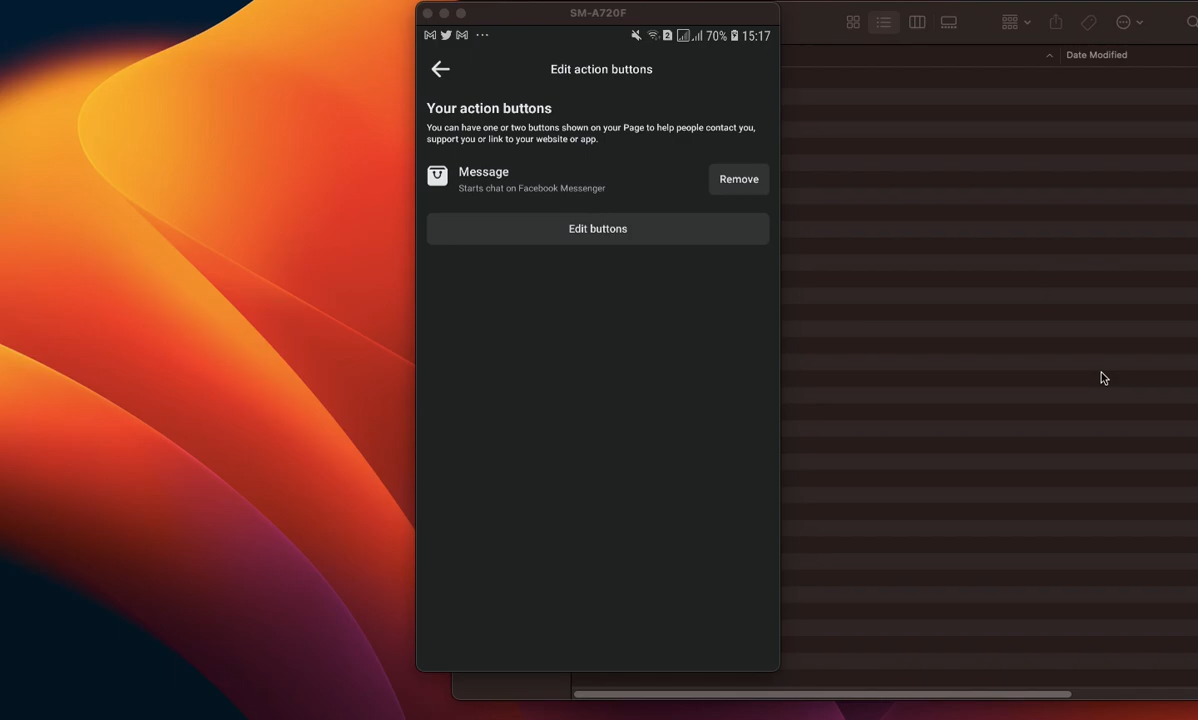 SM-A720F
70% 15:17
Date Modified
Edit action buttons
Your action buttons
You can have one or two buttons shown on your Page to help people contact you,
support you or link to your website or app.
Message
Starts chat on Facebook Messenger
Remove
Edit buttons